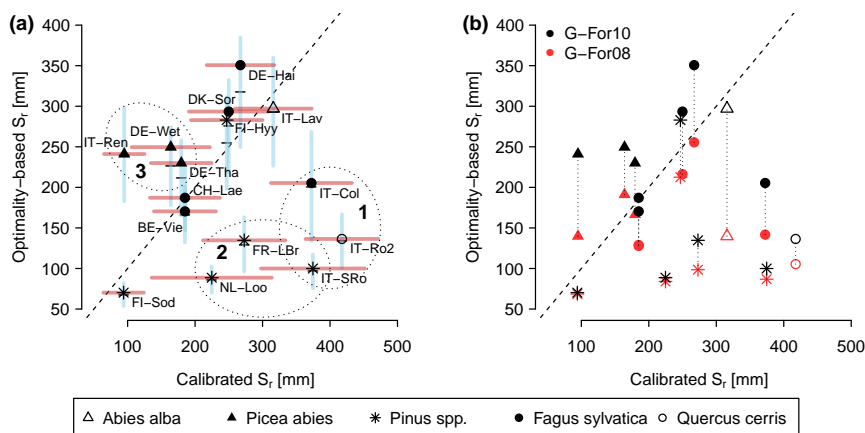 (a)
Optimality-based Sr [mm]
400
350
300
250
200
150
100
50
DE-Hai
DK-Sor
IT-Lav
FI-Hyy
DE-Wet
IT-Ren
3
DE-Tha
CH-Lae
IT-Col
BE-Vie
1
IT-Ro2
2
FR-LBr
IT-SRo
NL-Loo
FI-Sod
100
200
300
400
500
Calibrated Sr [mm]
(b)
G-For10
G-For08
Optimality-based Sr [mm]
400
350
300
250
200
150
100
50
100
200
300
400
500
Calibrated Sr [mm]
Abies alba
Picea abies
Pinus spp.
Fagus sylvatica
Quercus cerris